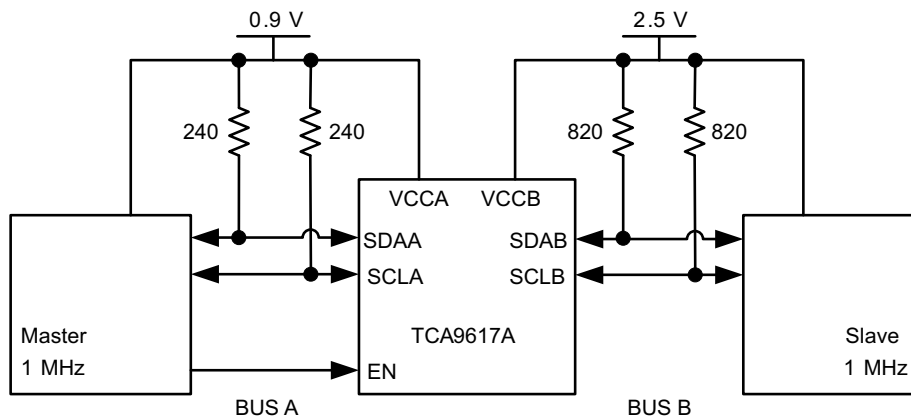 0.9 V
2.5 V
240
240
820
820
VCCA
VCCB
SDAA
SDAB
SCLA
SCLB
TCA9617A
Master
1 MHz
EN
Slave
1 MHz
BUS A
BUS B